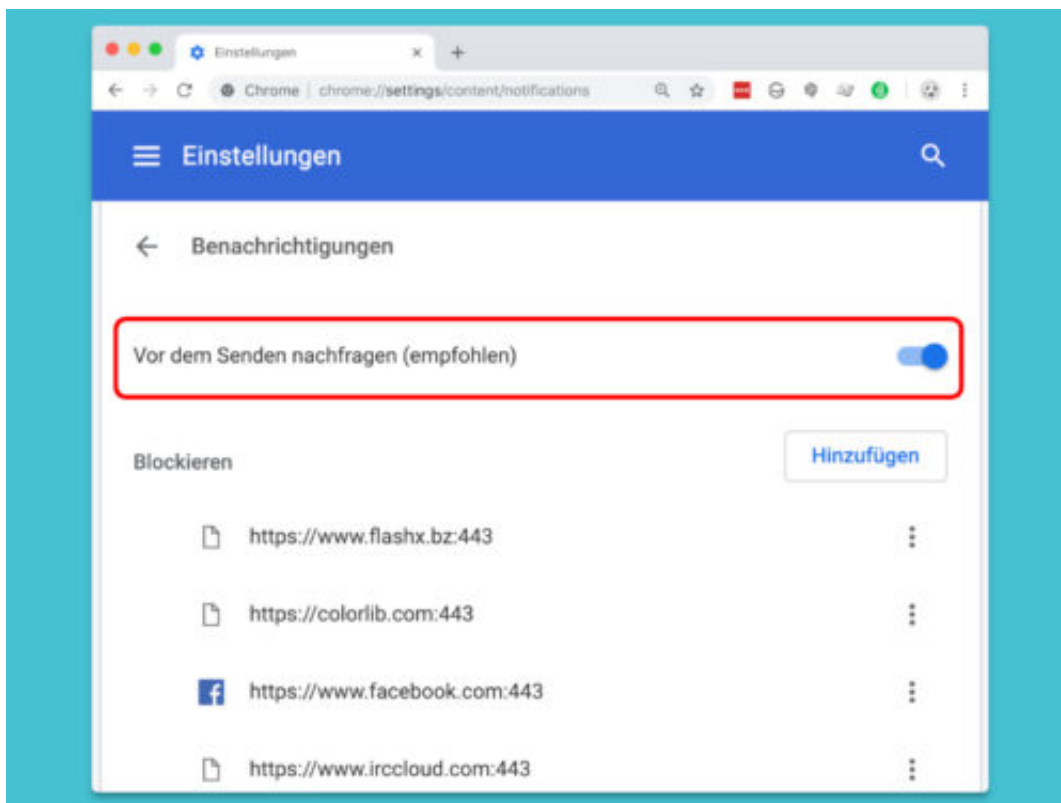 Einstellungen
Chrome | chrome://settings/content/notifications
Einstellungen
Benachrichtigungen
Vor dem Senden nachfragen (empfohlen)
Blockieren
Hinzufügen
https://www.flashx.bz:443
https://colorlib.com:443
https://www.facebook.com:443
https://www.irccloud.com:443